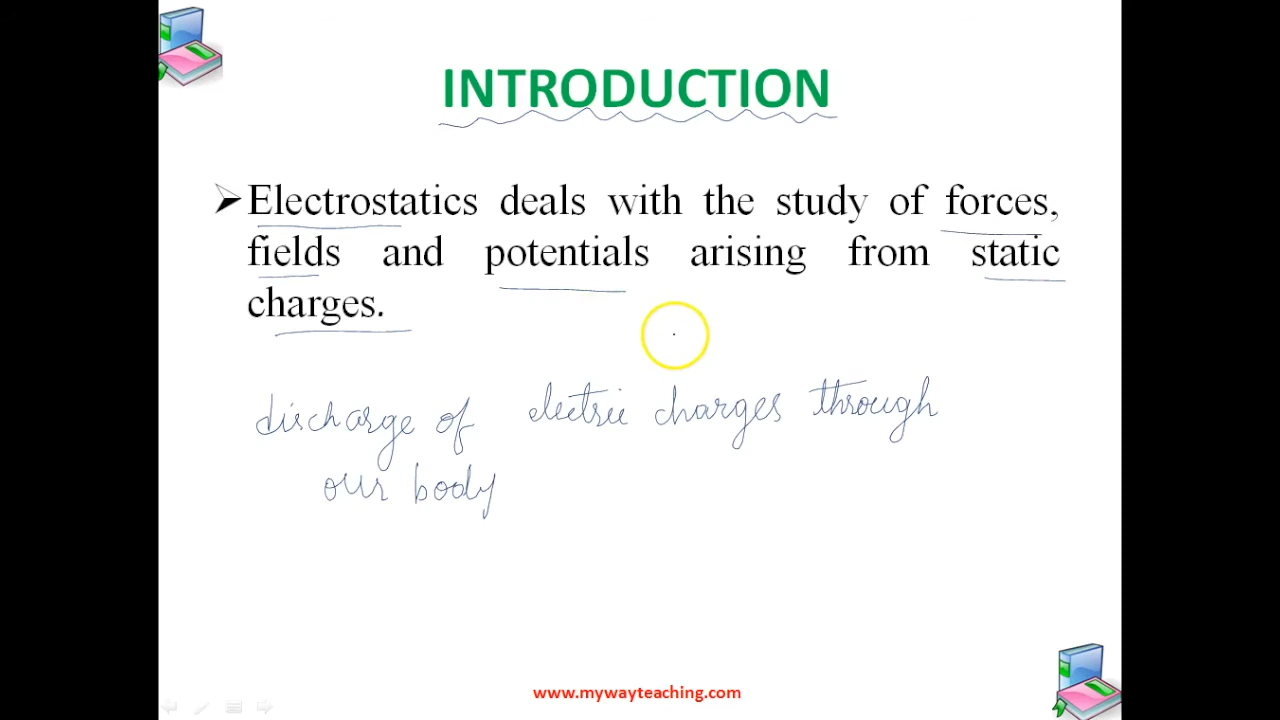 INTRODUCTION
Electrostatics deals with the study of forces,
fields and potentials arising from static
charges.
discharge of electric charges through
our body
www.mywayteaching.com